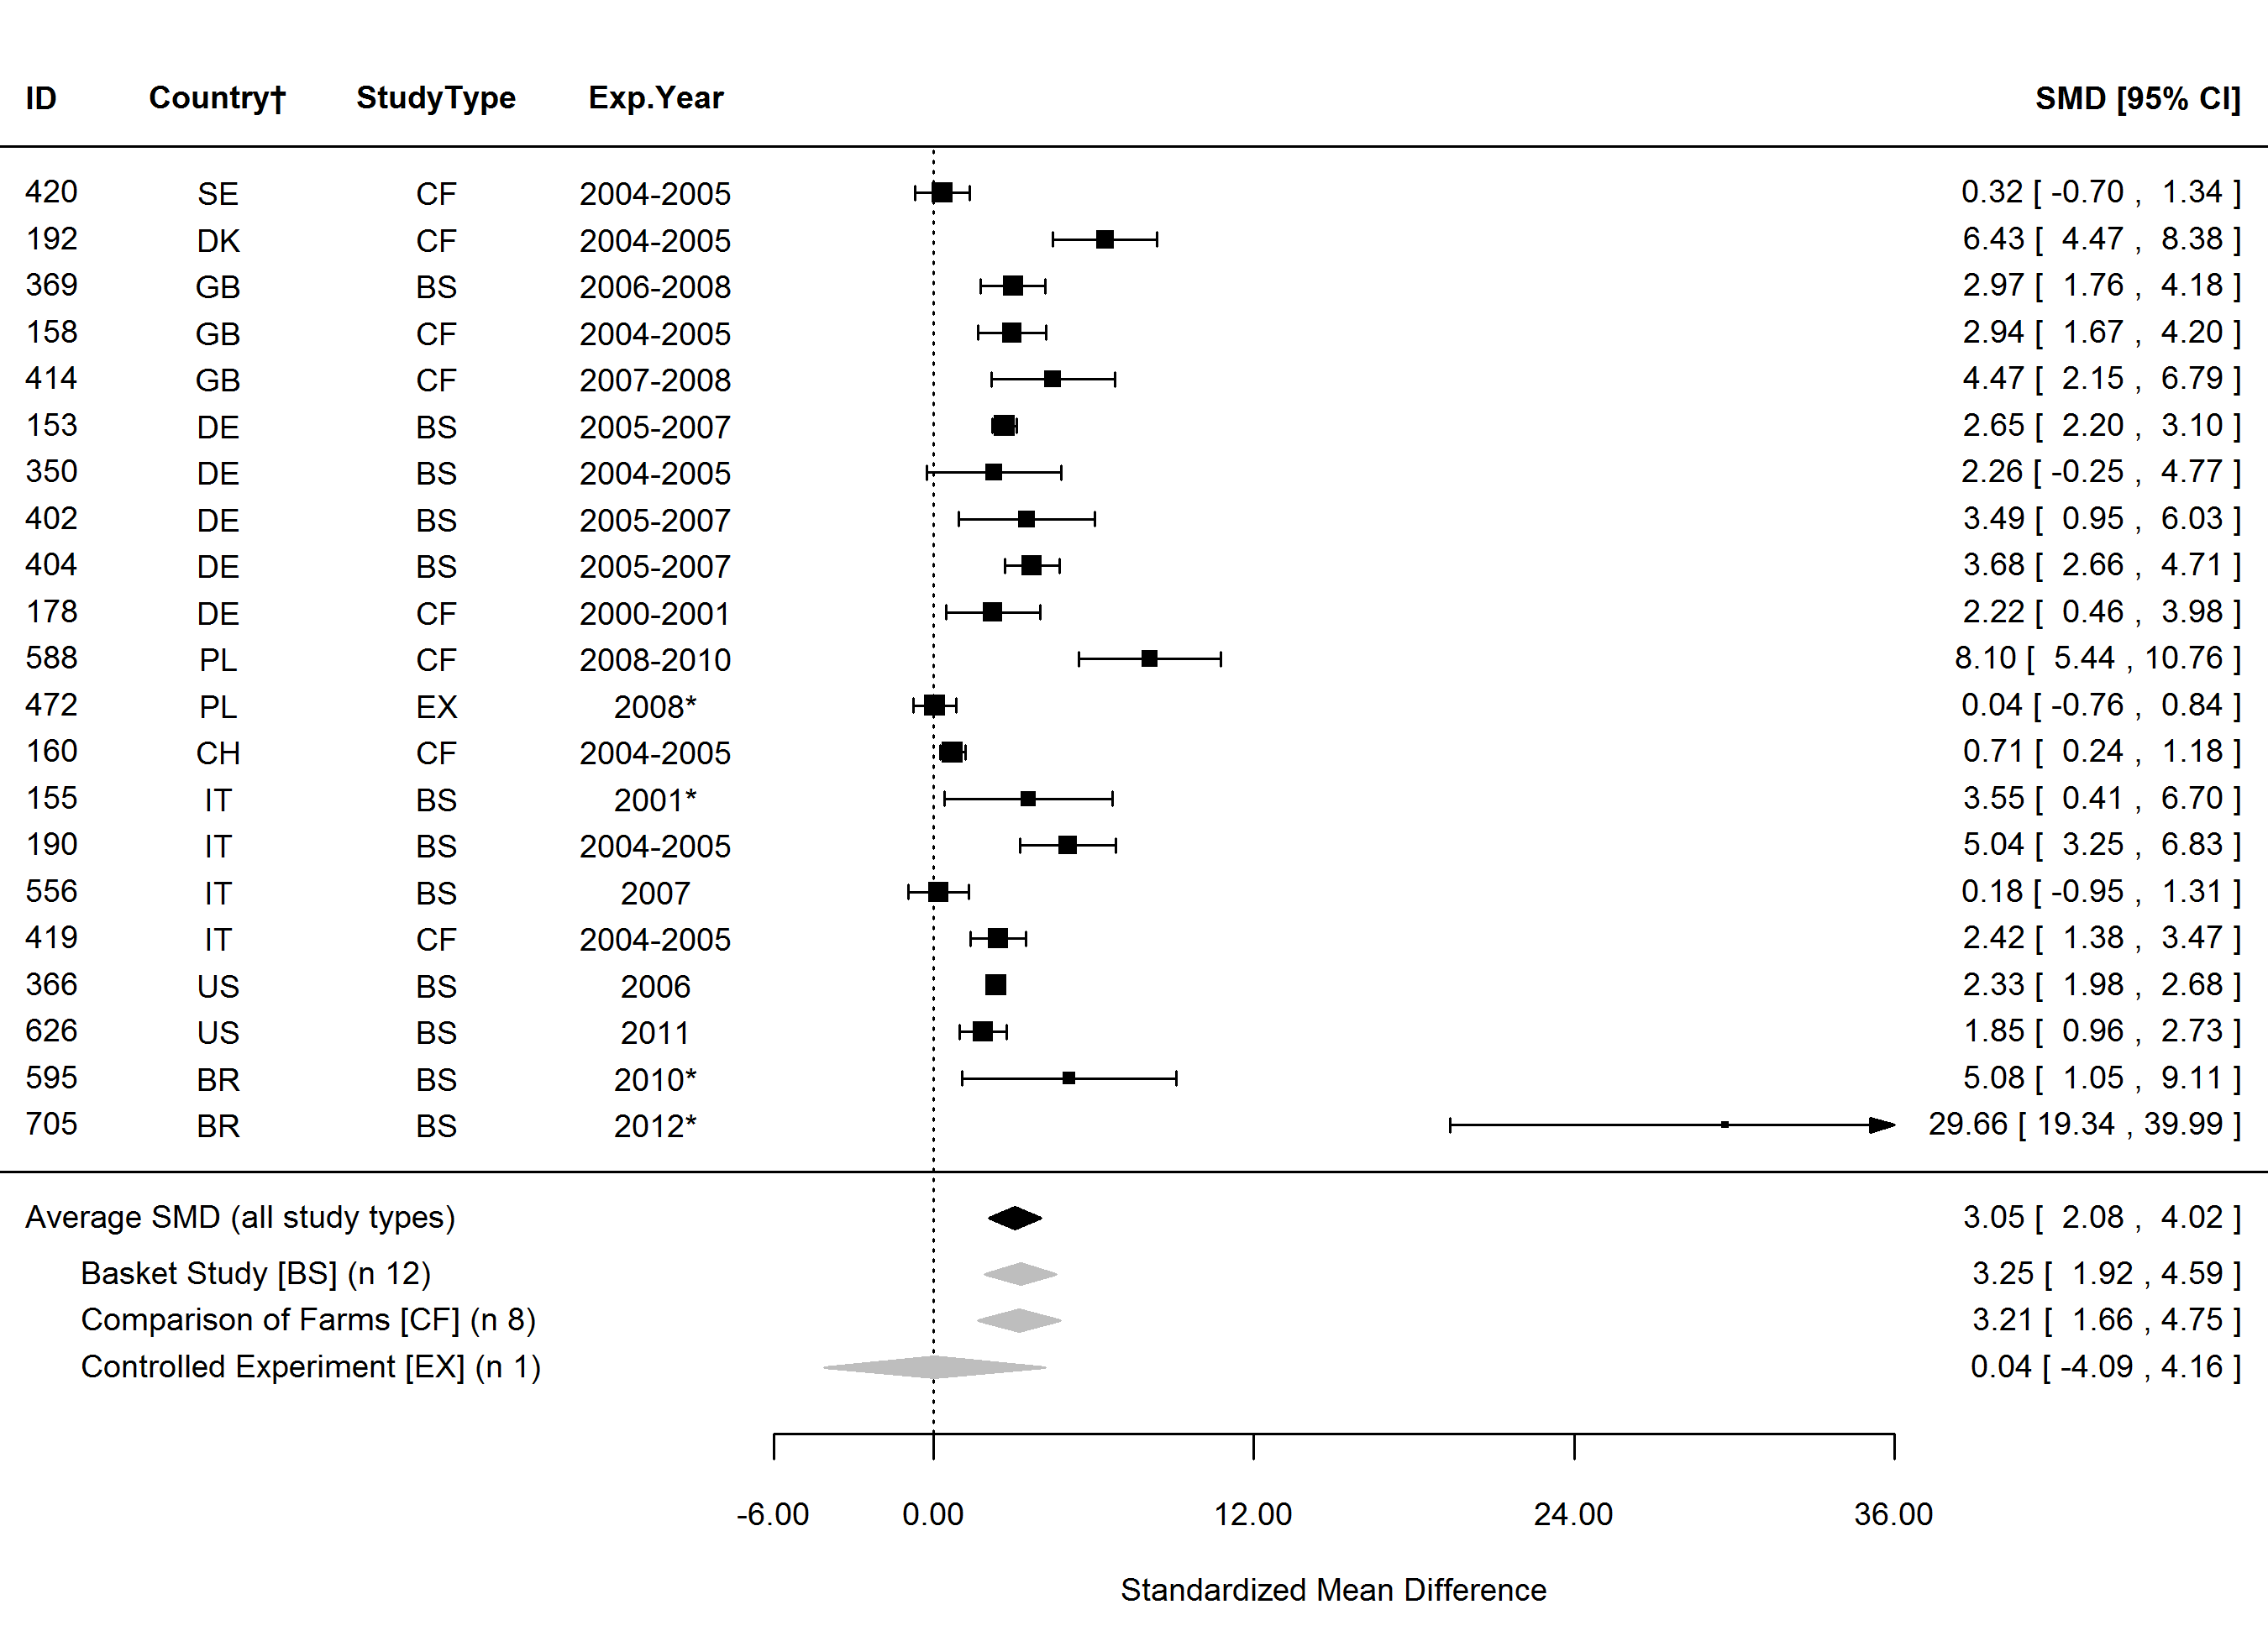 ID Country† StudyType Exp.Year SMD [95% CI]
420 SE CF 2004-2005 0.32 [ -0.70 , 1.34 ]
192 DK CF 2004-2005 6.43 [ 4.47 , 8.38 ]
369 GB BS 2006-2008 2.97 [ 1.76 , 4.18 ]
158 GB CF 2004-2005 2.94 [ 1.67 , 4.20 ]
414 GB CF 2007-2008 4.47 [ 2.15 , 6.79 ]
153 DE BS 2005-2007 2.65 [ 2.20 , 3.10 ]
350 DE BS 2004-2005 2.26 [ -0.25 , 4.77 ]
402 DE BS 2005-2007 3.49 [ 0.95 , 6.03 ]
404 DE BS 2005-2007 3.68 [ 2.66 , 4.71 ]
178 DE CF 2000-2001 2.22 [ 0.46 , 3.98 ]
588 PL CF 2008-2010 8.10 [ 5.44 , 10.76 ]
472 PL EX 2008* 0.04 [ -0.76 , 0.84 ]
160 CH CF 2004-2005 0.71 [ 0.24 , 1.18 ]
155 IT BS 2001* 3.55 [ 0.41 , 6.70 ]
190 IT BS 2004-2005 5.04 [ 3.25 , 6.83 ]
556 IT BS 2007 0.18 [ -0.95 , 1.31 ]
419 IT CF 2004-2005 2.42 [ 1.38 , 3.47 ]
366 US BS 2006 2.33 [ 1.98 , 2.68 ]
626 US BS 2011 1.85 [ 0.96 , 2.73 ]
595 BR BS 2010* 5.08 [ 1.05 , 9.11 ]
705 BR BS 2012* 29.66 [ 19.34 , 39.99 ]
Average SMD (all study types) 3.05 [ 2.08 , 4.02 ]
Basket Study [BS] (n 12) 3.25 [ 1.92 , 4.59 ]
Comparison of Farms [CF] (n 8) 3.21 [ 1.66 , 4.75 ]
Controlled Experiment [EX] (n 1) 0.04 [ -4.09 , 4.16 ]
-6.00 0.00 12.00 24.00 36.00
Standardized Mean Difference